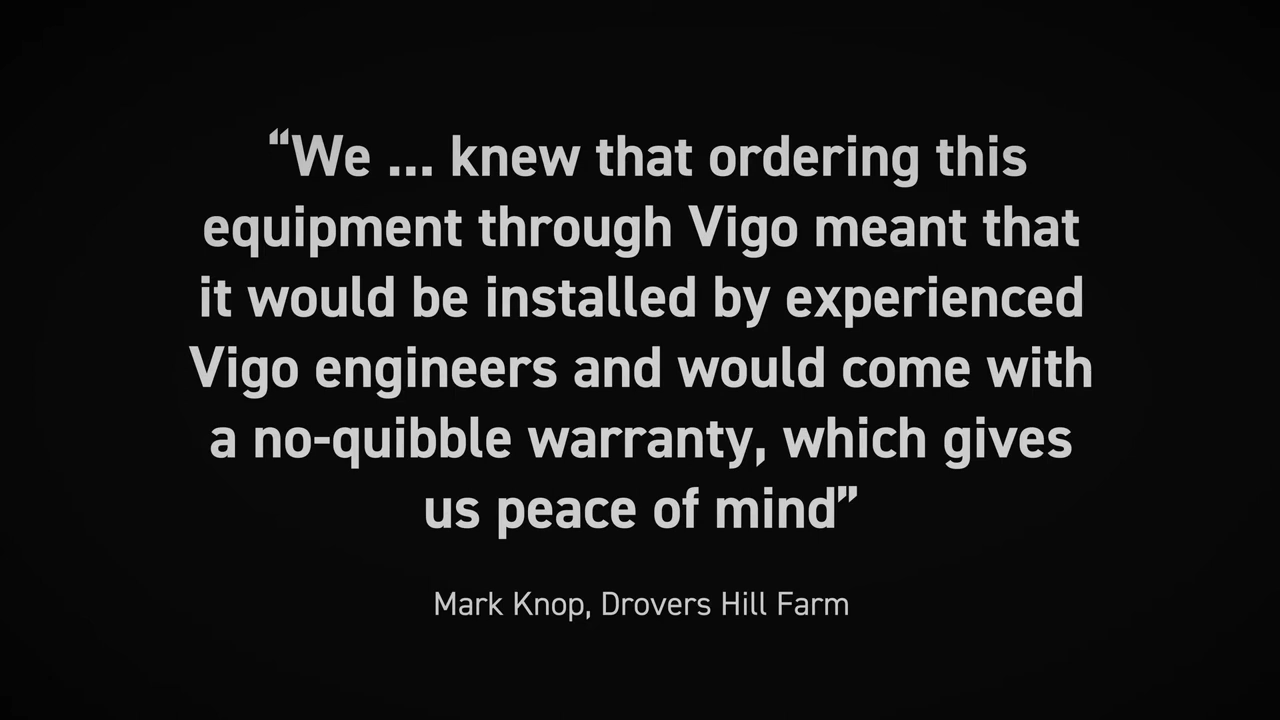 “We ... knew that ordering this
equipment through Vigo meant that
it would be installed by experienced
Vigo engineers and would come with
a no-quibble warranty, which gives
us peace of mind”
Mark Knop, Drovers Hill Farm